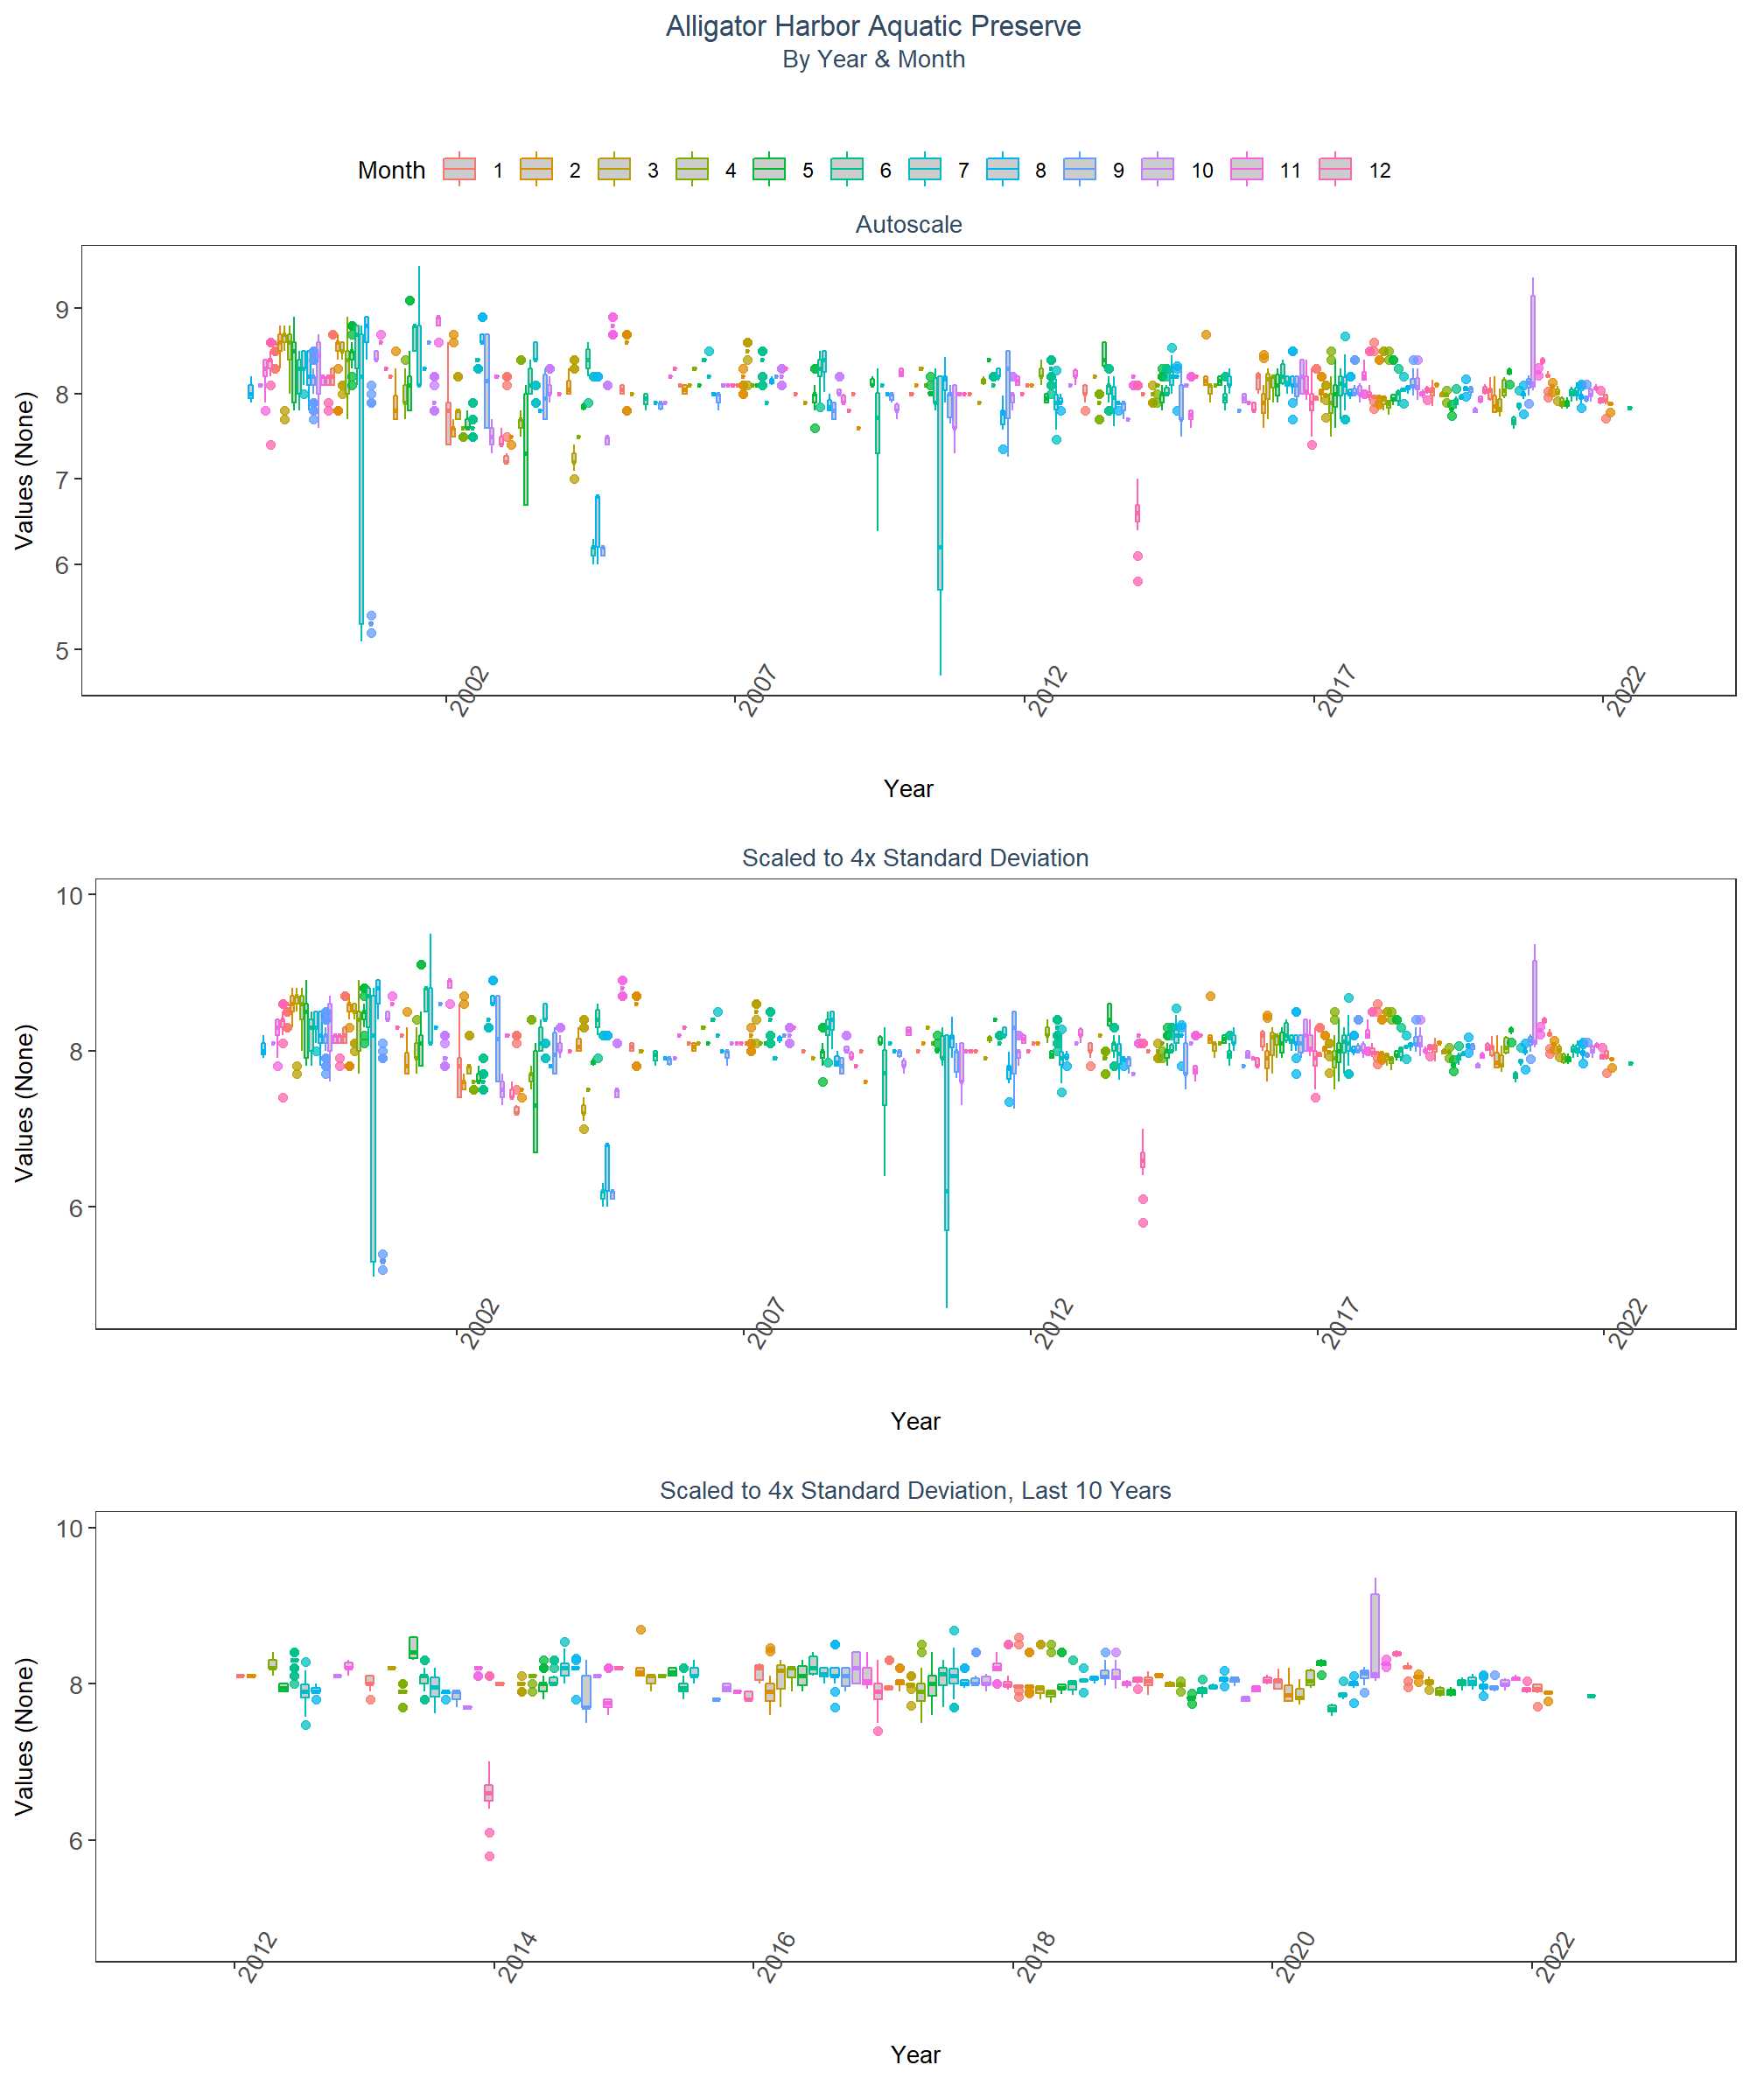 Alligator Harbor Aquatic Preserve
By Year & Month
Month 1 2 3 4 5 6 7 8 9 10 11 12
Autoscale
9
8
7
6
5
Values (None)
2002 2007 2012 2017 2022
Year
Scaled to 4x Standard Deviation
10
8
6
Values (None)
2002 2007 2012 2017 2022
Year
Scaled to 4x Standard Deviation, Last 10 Years
10
8
6
Values (None)
2012 2014 2016 2018 2020 2022
Year